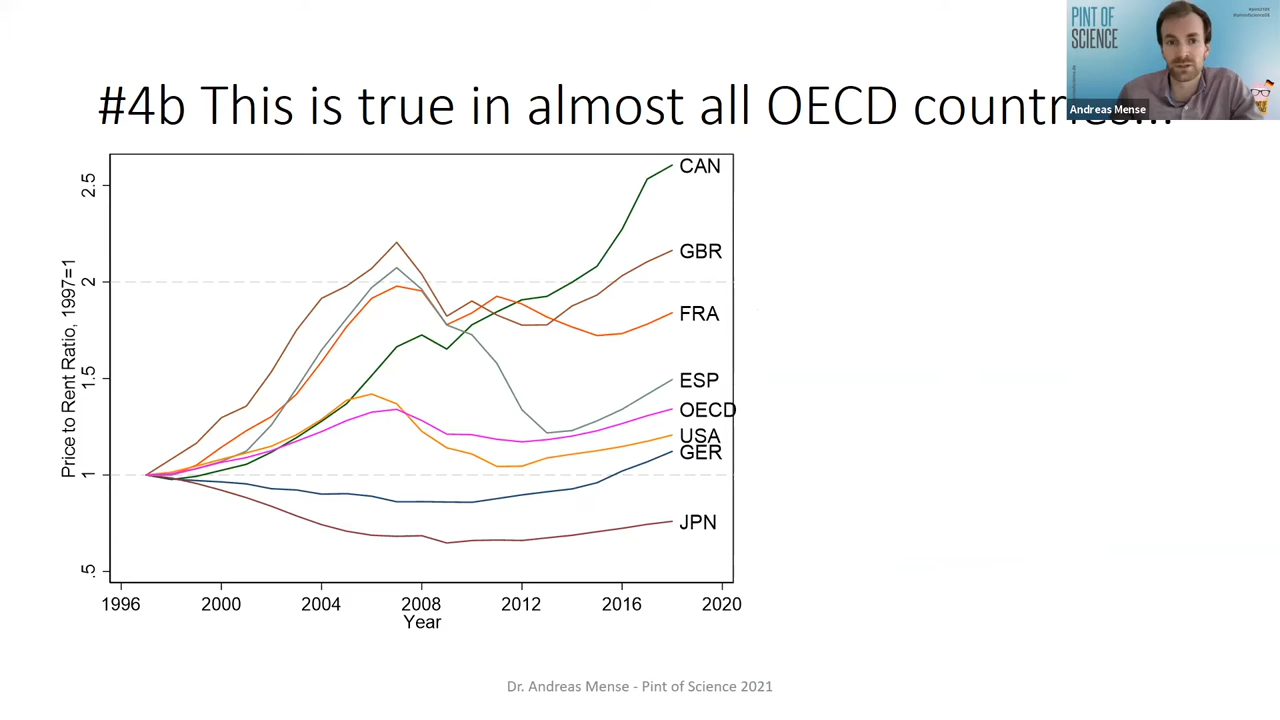 PINT OF
SCIENCE
Andreas Mense
#4b This is true in almost all OECD countries...
CAN
GBR
FRA
ESP
OECD
USA
GER
JPN
Price to Rent Ratio, 1997=1
2.5
2
1.5
1
.5
1996 2000 2004 2008 2012 2016 2020
Year
Dr. Andreas Mense - Pint of Science 2021